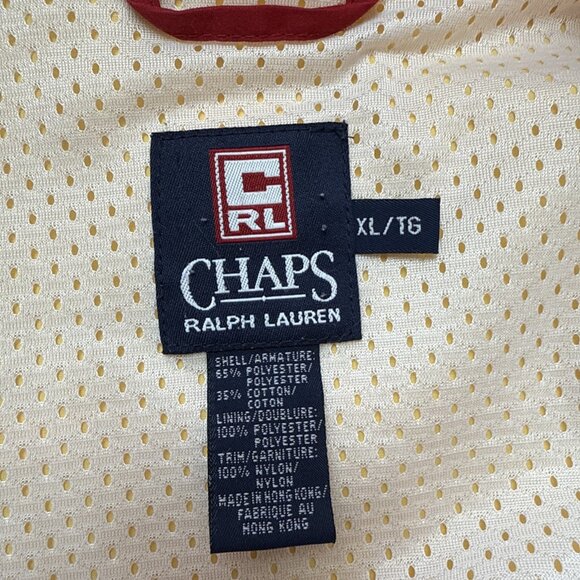 C
RL
CHAPS
RALPH LAUREN
XL/TG
SHELL/ARMATURE:
65% POLYESTER/
POLYESTER
35% COTTON/
COTON
LINING/DOUBLURE:
100% POLYESTER/
POLYESTER
TRIM/GARNITURE:
100% NYLON/
NYLON
MADE IN HONG KONG/
FABRIQUE AU
HONG KONG